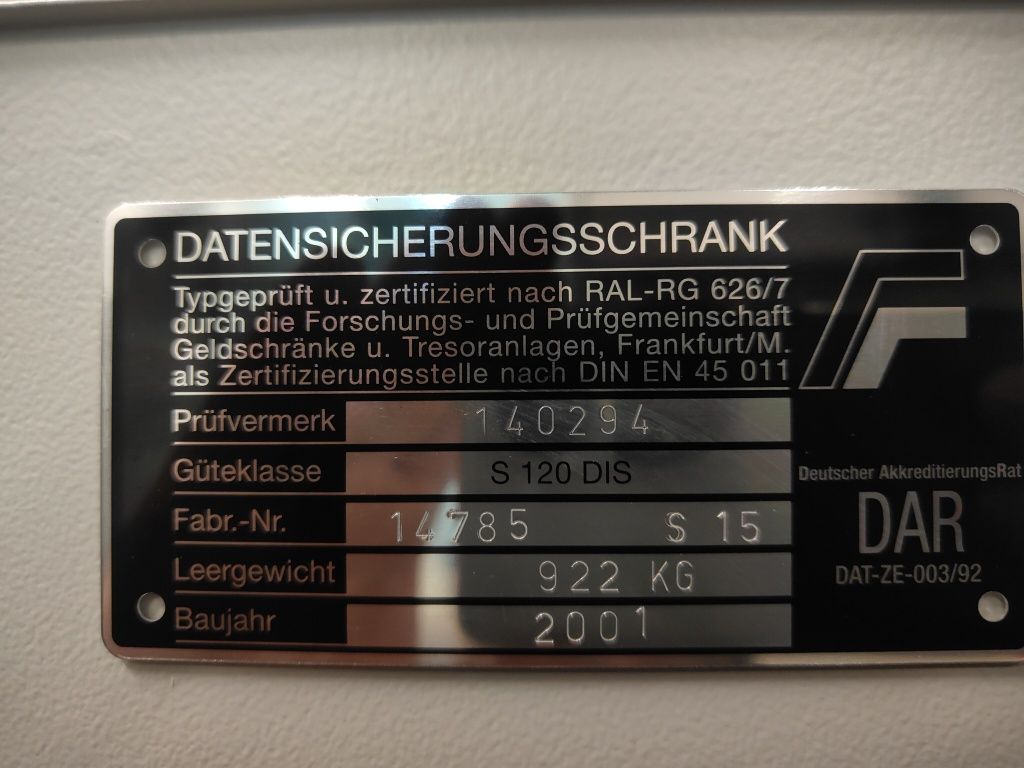 DATENSICHERUNGSSCHRANK
Typgeprüft u. zertifiziert nach RAL-RG 626/7
durch die Forschungs- und Prüfgemeinschaft
Geldschränke u. Tresoranlagen, Frankfurt/M.
als Zertifizierungsstelle nach DIN EN 45 011
Prüfvermerk 140294
Güteklasse S 120 DIS
Fabr.-Nr. 14785 S 15
Leergewicht 922 KG
Baujahr 2001
Deutscher AkkreditierungsRat
DAR
DAT-ZE-003/92